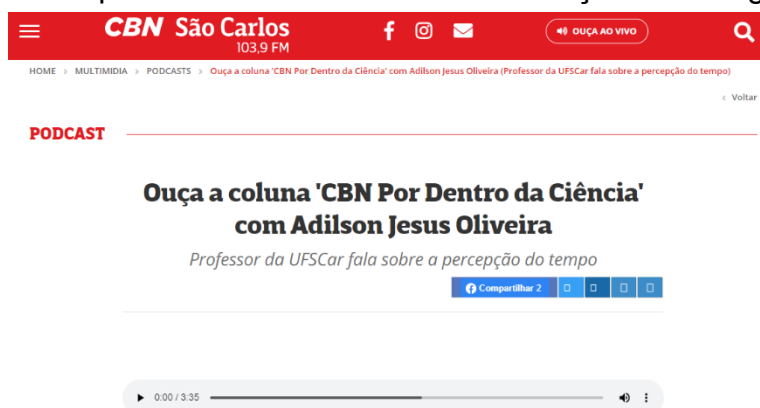 CBN São Carlos
103,9 FM
OUÇA AO VIVO
HOME > MULTIMIDIA > PODCASTS > Ouça a coluna 'CBN Por Dentro da Ciência' com Adilson Jesus Oliveira (Professor da UFSCar fala sobre a percepção do tempo)
< Voltar
PODCAST
Ouça a coluna 'CBN Por Dentro da Ciência'
com Adilson Jesus Oliveira
Professor da UFSCar fala sobre a percepção do tempo
Compartilhar 2
0:00 / 3:35